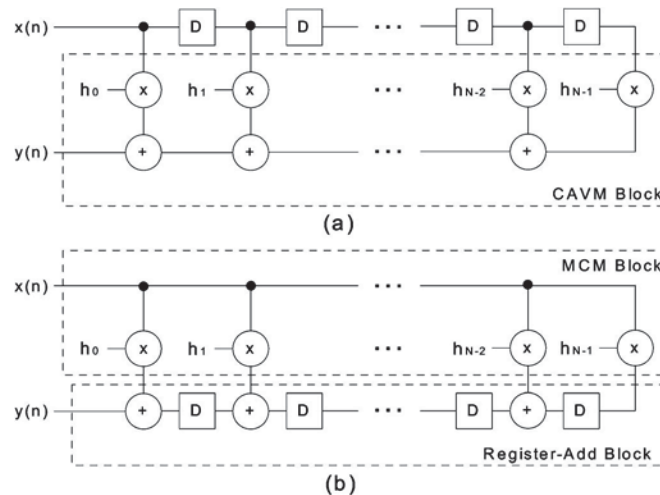 x(n) D D ... D D
h0 x h1 x ... hN-2 x hN-1 x
y(n) + + ... +
CAVM Block
(a)
MCM Block
x(n) ...
h0 x h1 x ... hN-2 x hN-1 x
y(n) + D + D ... D + D
Register-Add Block
(b)